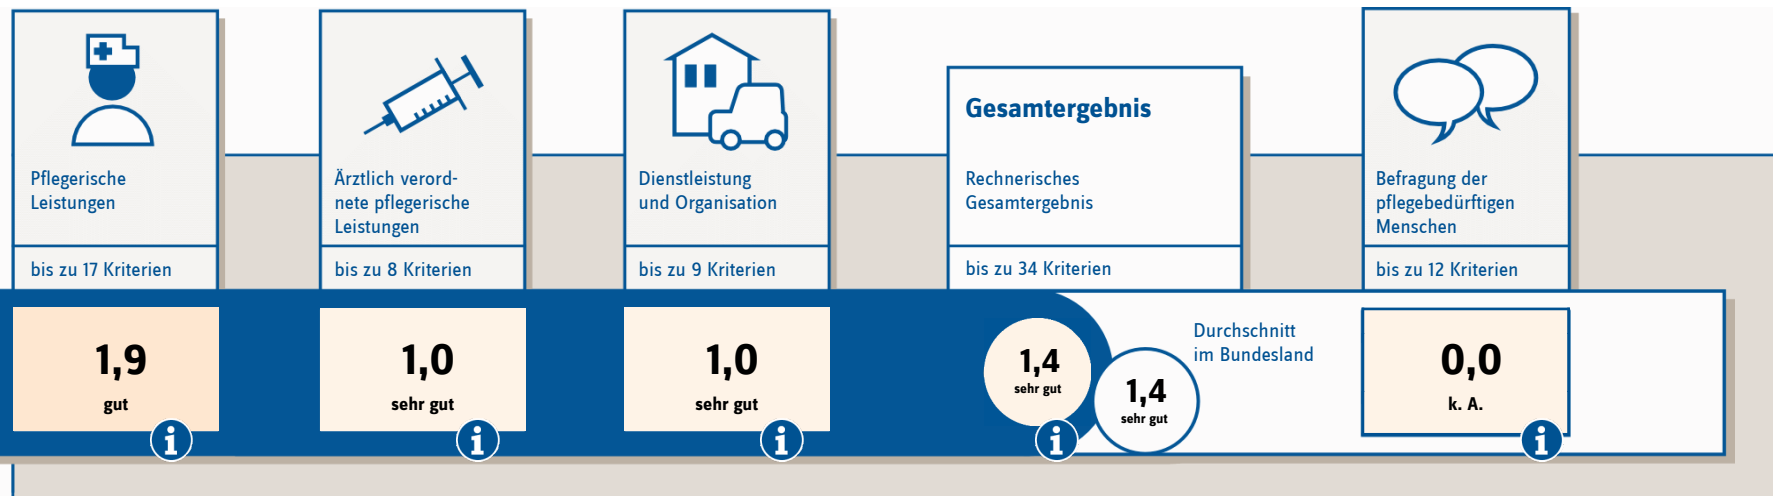 Pflegerische
Leistungen
bis zu 17 Kriterien
1,9
gut
i
Ärztlich verord-
nete pflegerische
Leistungen
bis zu 8 Kriterien
1,0
sehr gut
i
Dienstleistung
und Organisation
bis zu 9 Kriterien
1,0
sehr gut
i
Gesamtergebnis
Rechnerisches
Gesamtergebnis
bis zu 34 Kriterien
1,4
sehr gut
i
1,4
sehr gut
Durchschnitt
im Bundesland
Befragung der
pflegebedürftigen
Menschen
bis zu 12 Kriterien
0,0
k. A.
i